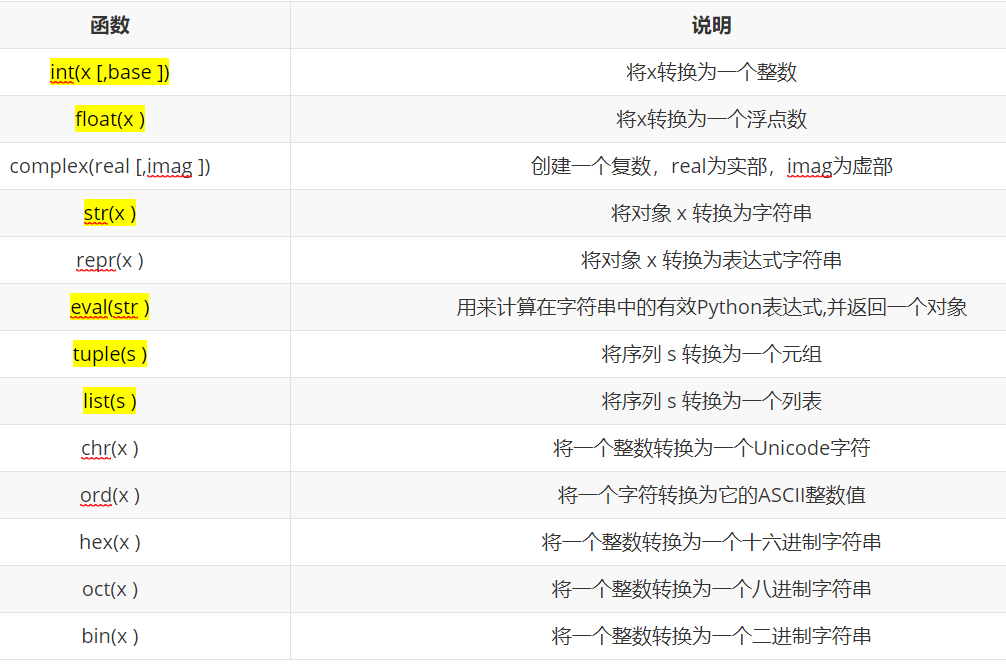 函数 说明
int(x [,base ]) 将x转换为一个整数
float(x ) 将x转换为一个浮点数
complex(real [,imag ]) 创建一个复数，real为实部，imag为虚部
str(x ) 将对象 x 转换为字符串
repr(x ) 将对象 x 转换为表达式字符串
eval(str ) 用来计算在字符串中的有效Python表达式,并返回一个对象
tuple(s ) 将序列 s 转换为一个元组
list(s ) 将序列 s 转换为一个列表
chr(x ) 将一个整数转换为一个Unicode字符
ord(x ) 将一个字符转换为它的ASCII整数值
hex(x ) 将一个整数转换为一个十六进制字符串
oct(x ) 将一个整数转换为一个八进制字符串
bin(x ) 将一个整数转换为一个二进制字符串